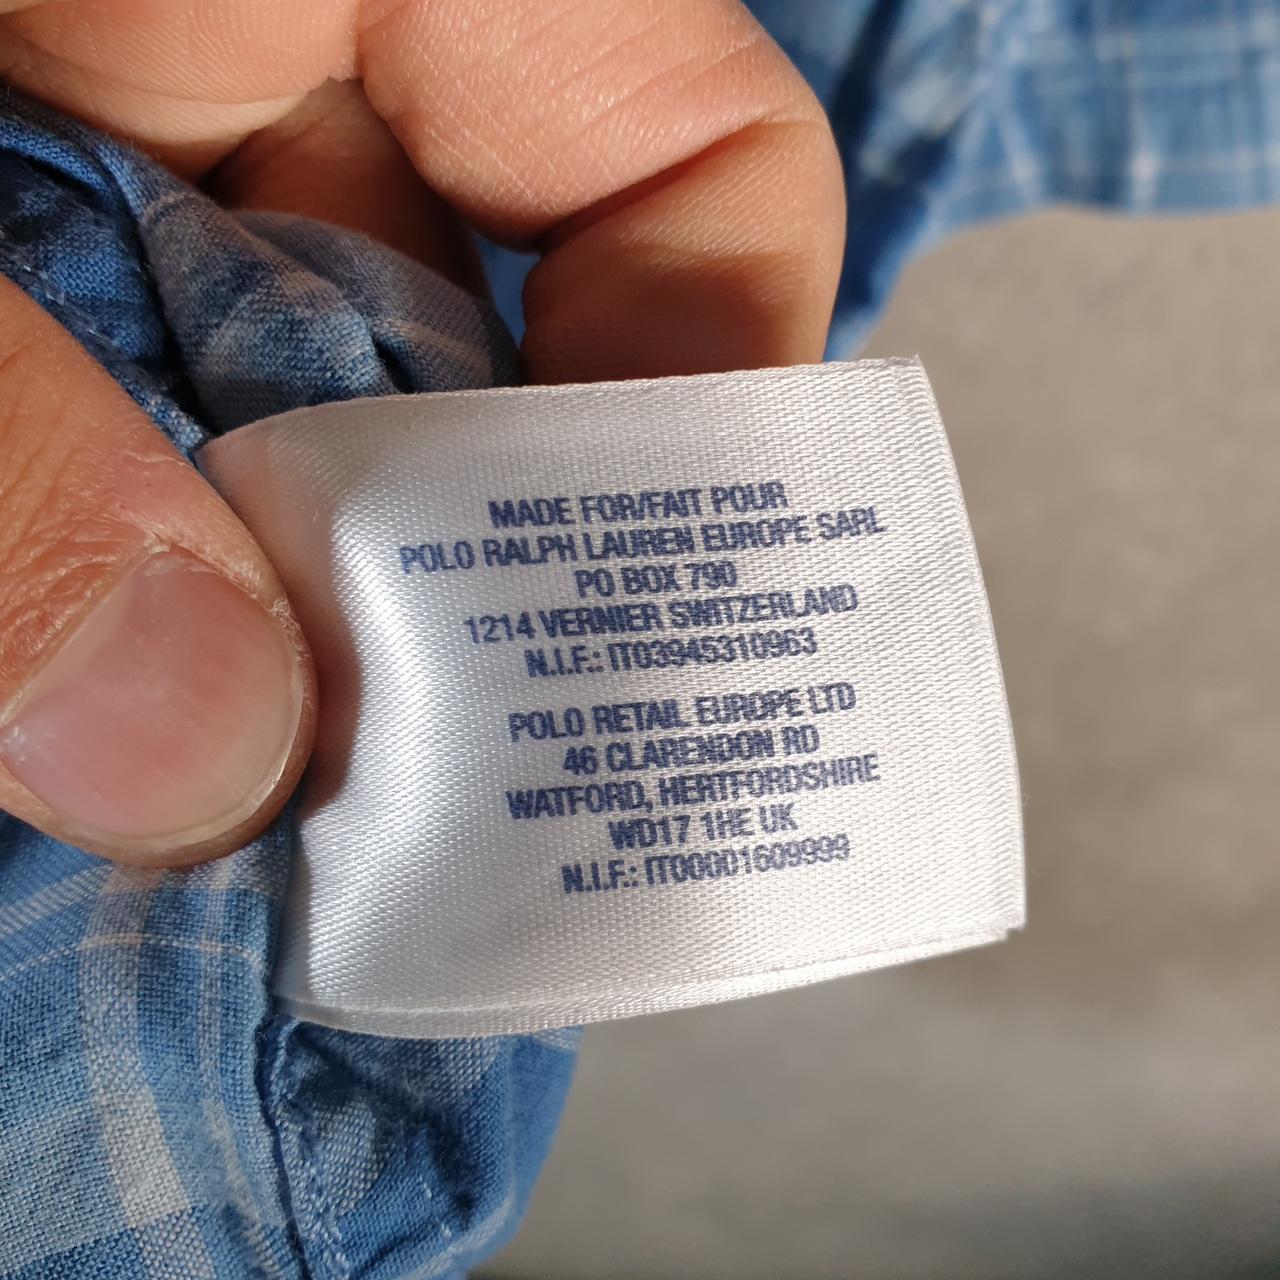 MADE FOR/FAIT POUR
POLO RALPH LAUREN EUROPE SARL
PO BOX 790
1214 VERNIER SWITZERLAND
N.I.F.: IT03945310963
POLO RETAIL EUROPE LTD
46 CLARENDON RD
WATFORD, HERTFORDSHIRE
WD17 1HE UK
N.I.F.: IT00001609999